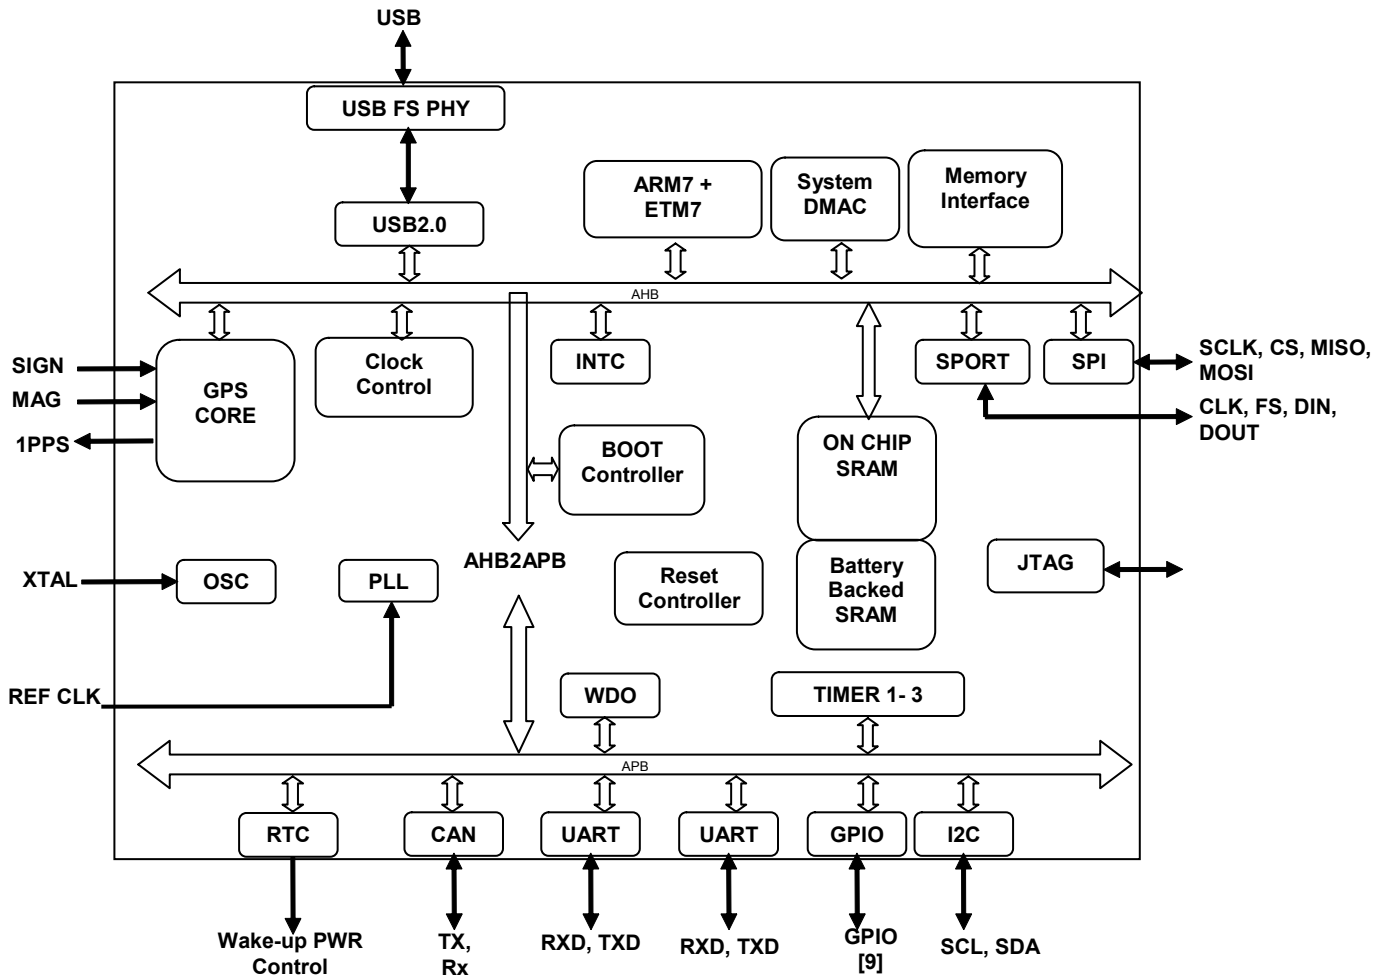 USB
USB FS PHY
ARM7 +
ETM7
System
DMAC
Memory
Interface
USB2.0
AHB
SIGN
MAG
1PPS
GPS
CORE
Clock
Control
INTC
SPORT
SPI
SCLK, CS, MISO,
MOSI
CLK, FS, DIN,
DOUT
BOOT
Controller
ON CHIP
SRAM
AHB2APB
XTAL
OSC
PLL
Reset
Controller
Battery
Backed
SRAM
JTAG
REF CLK
WDO
TIMER 1- 3
APB
RTC
CAN
UART
UART
GPIO
I2C
Wake-up PWR
Control
TX,
Rx
RXD, TXD
RXD, TXD
GPIO
[9]
SCL, SDA